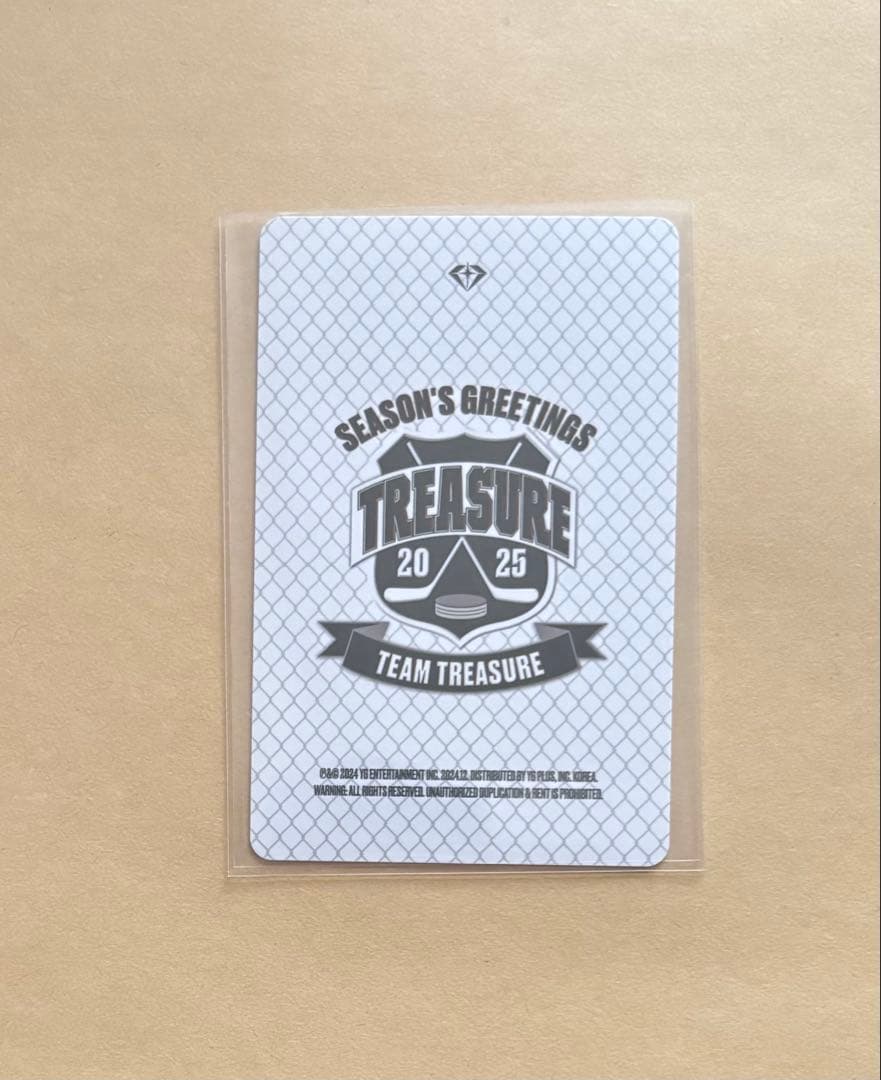 SEASON'S GREETINGS
TREASURE
20 25
TEAM TREASURE
℗&© 2024 YG ENTERTAINMENT INC. 2024.12. DISTRIBUTED BY YG PLUS, INC. KOREA.
WARNING: ALL RIGHTS RESERVED. UNAUTHORIZED DUPLICATION & RENT IS PROHIBITED.